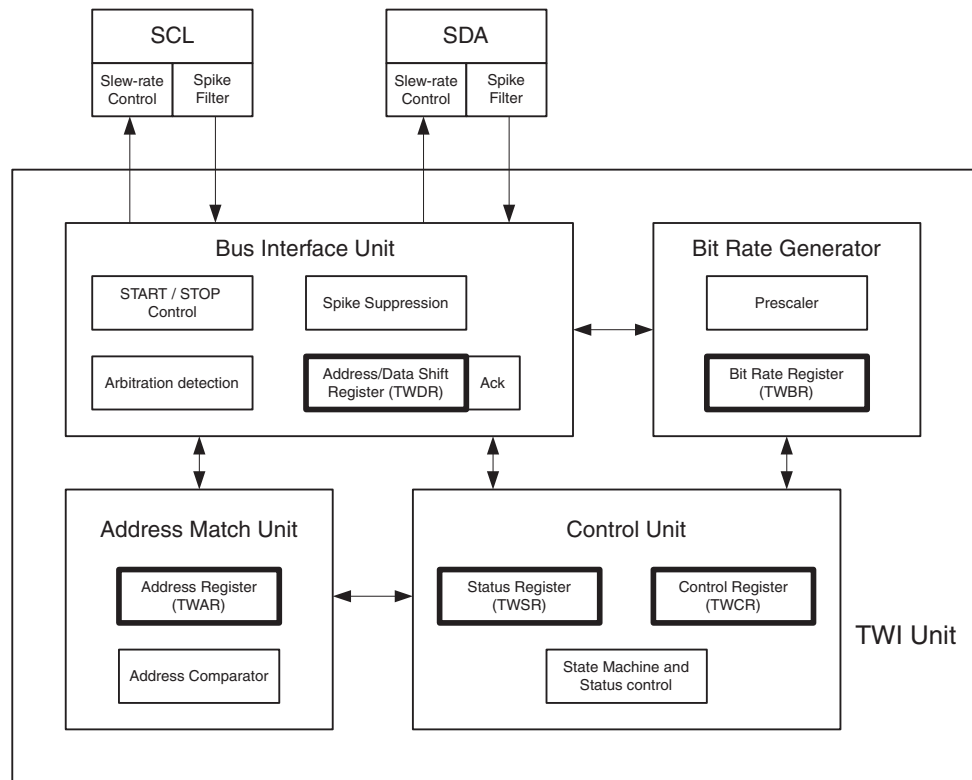 SCL
Slew-rate
Control
Spike
Filter
SDA
Slew-rate
Control
Spike
Filter
Bus Interface Unit
START / STOP
Control
Spike Suppression
Arbitration detection
Address/Data Shift
Register (TWDR)
Ack
Bit Rate Generator
Prescaler
Bit Rate Register
(TWBR)
Address Match Unit
Address Register
(TWAR)
Address Comparator
Control Unit
Status Register
(TWSR)
Control Register
(TWCR)
State Machine and
Status control
TWI Unit